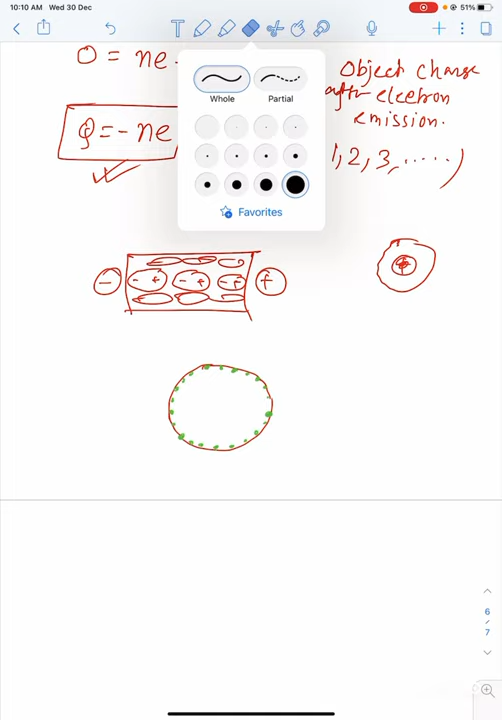 10:10 AM Wed 30 Dec
51%
0 = ne
Object Charge
after electron
emission.
Q = - ne
1, 2, 3, .....)
Whole Partial
Favorites
- - + - + - + +
+
6
/
7